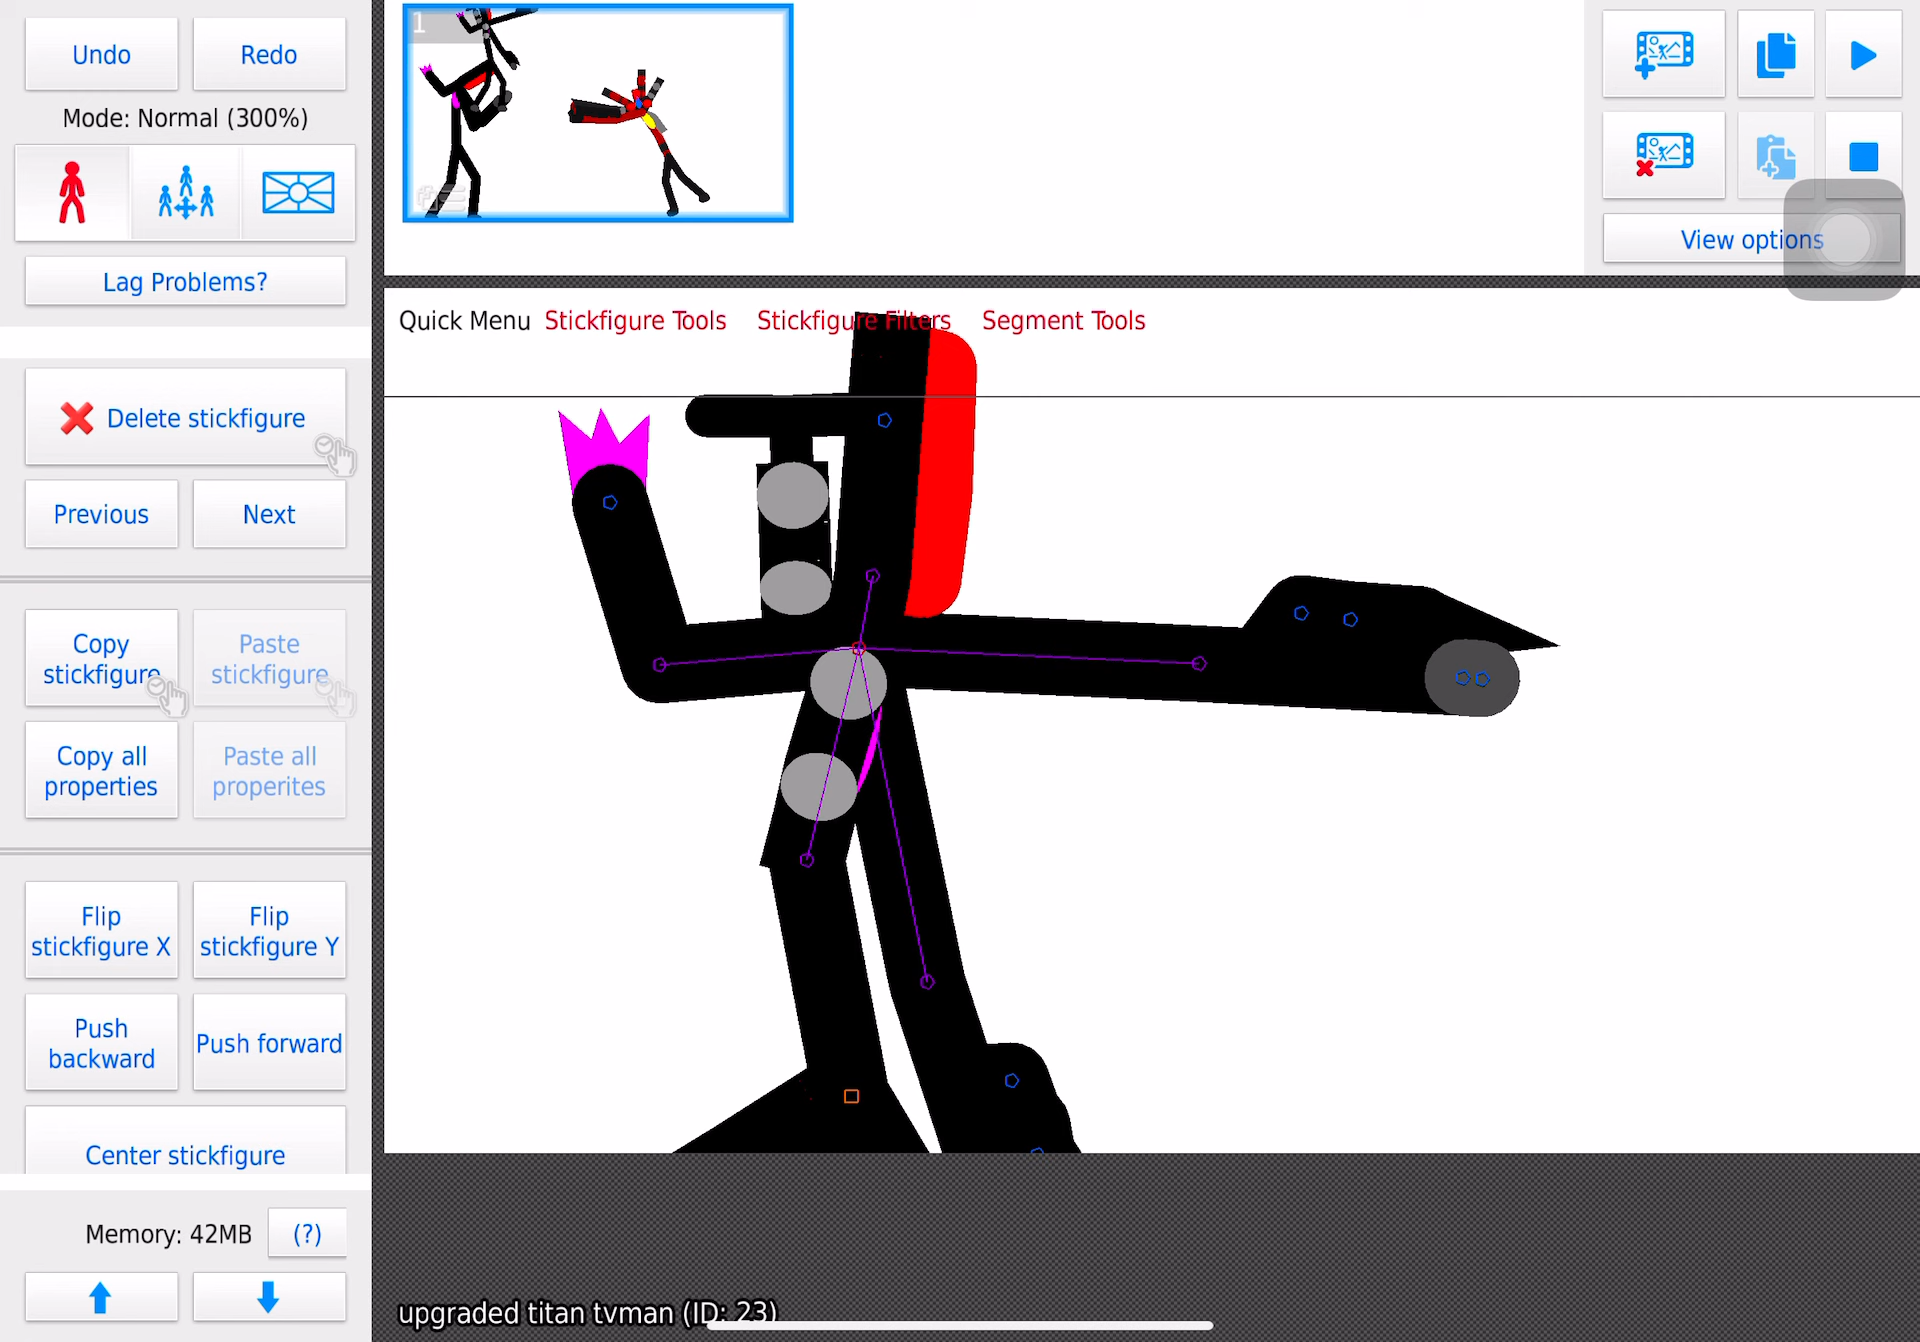 Undo
Redo
Mode: Normal (300%)
Lag Problems?
Delete stickfigure
Previous
Next
Copy
stickfigure
Paste
stickfigure
Copy all
properties
Paste all
properites
Flip
stickfigure X
Flip
stickfigure Y
Push
backward
Push forward
Center stickfigure
Memory: 42MB
(?)
1
View options
Quick Menu Stickfigure Tools Stickfigure Filters Segment Tools
upgraded titan tvman (ID: 23)